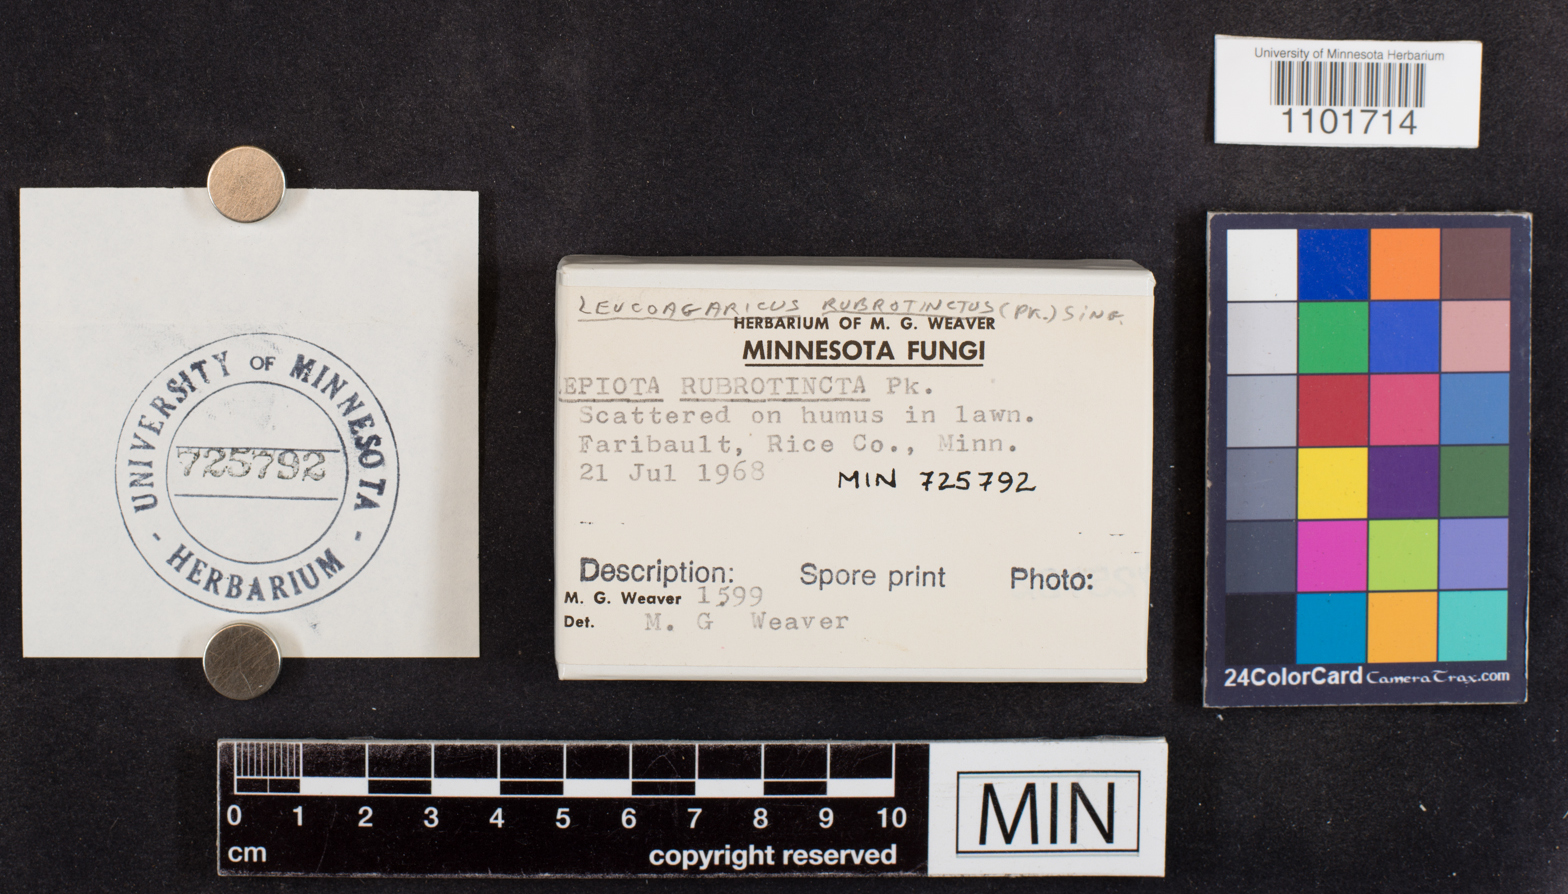 University of Minnesota Herbarium
1101714
UNIVERSITY OF MINNESOTA
725792
- HERBARIUM -
LEUCOAGARICUS RUBROTINCTUS (PK.) SING.
HERBARIUM OF M. G. WEAVER
MINNESOTA FUNGI
EPIOTA RUBROTINCTA Pk.
Scattered on humus in lawn.
Faribault, Rice Co., Minn.
21 Jul 1968
MIN 725792
Description: Spore print Photo:
M. G. Weaver 1599
Det. M. G Weaver
24ColorCard CameraTrax.com
0 1 2 3 4 5 6 7 8 9 10
cm
copyright reserved
MIN